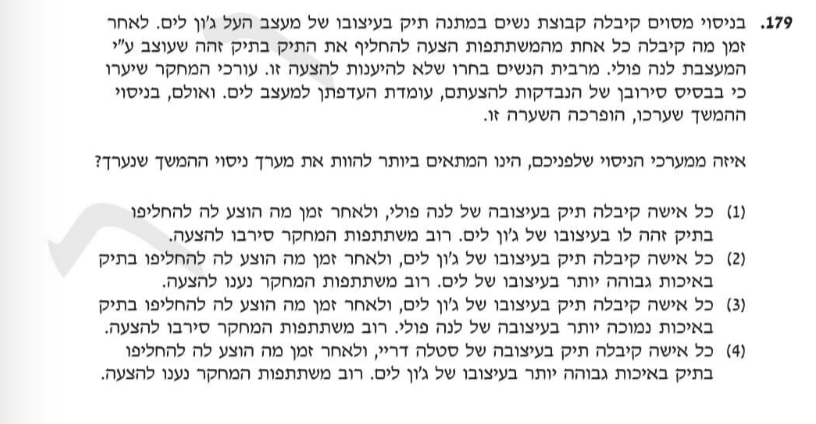 179. בניסוי מסוים קיבלה קבוצת נשים במתנה תיק בעיצובו של מעצב העל ג'ון לים. לאחר
זמן מה קיבלה כל אחת מהמשתתפות הצעה להחליף את התיק בתיק זהה שעוצב ע"י
המעצבת לנה פולי. מרבית הנשים בחרו שלא להיענות להצעה זו. עורכי המחקר שיערו
כי בבסיס סירובן של הנבדקות להצעתם, עומדת העדפתן למעצב לים. ואולם, בניסוי
ההמשך שערכו, הופרכה השערה זו.
איזה ממערכי הניסוי שלפניכם, הינו המתאים ביותר להוות את מערך ניסוי ההמשך שנערך?
(1) כל אישה קיבלה תיק בעיצובה של לנה פולי, ולאחר זמן מה הוצע לה להחליפו
בתיק זהה לו בעיצובו של ג'ון לים. רוב משתתפות המחקר סירבו להצעה.
(2) כל אישה קיבלה תיק בעיצובו של ג'ון לים, ולאחר זמן מה הוצע לה להחליפו בתיק
באיכות גבוהה יותר בעיצובו של לים. רוב משתתפות המחקר נענו להצעה.
(3) כל אישה קיבלה תיק בעיצובו של ג'ון לים, ולאחר זמן מה הוצע לה להחליפו בתיק
באיכות נמוכה יותר בעיצובה של לנה פולי. רוב משתתפות המחקר סירבו להצעה.
(4) כל אישה קיבלה תיק בעיצובה של סטלה דריי, ולאחר זמן מה הוצע לה להחליפו
בתיק באיכות גבוהה יותר בעיצובו של ג'ון לים. רוב משתתפות המחקר נענו להצעה.